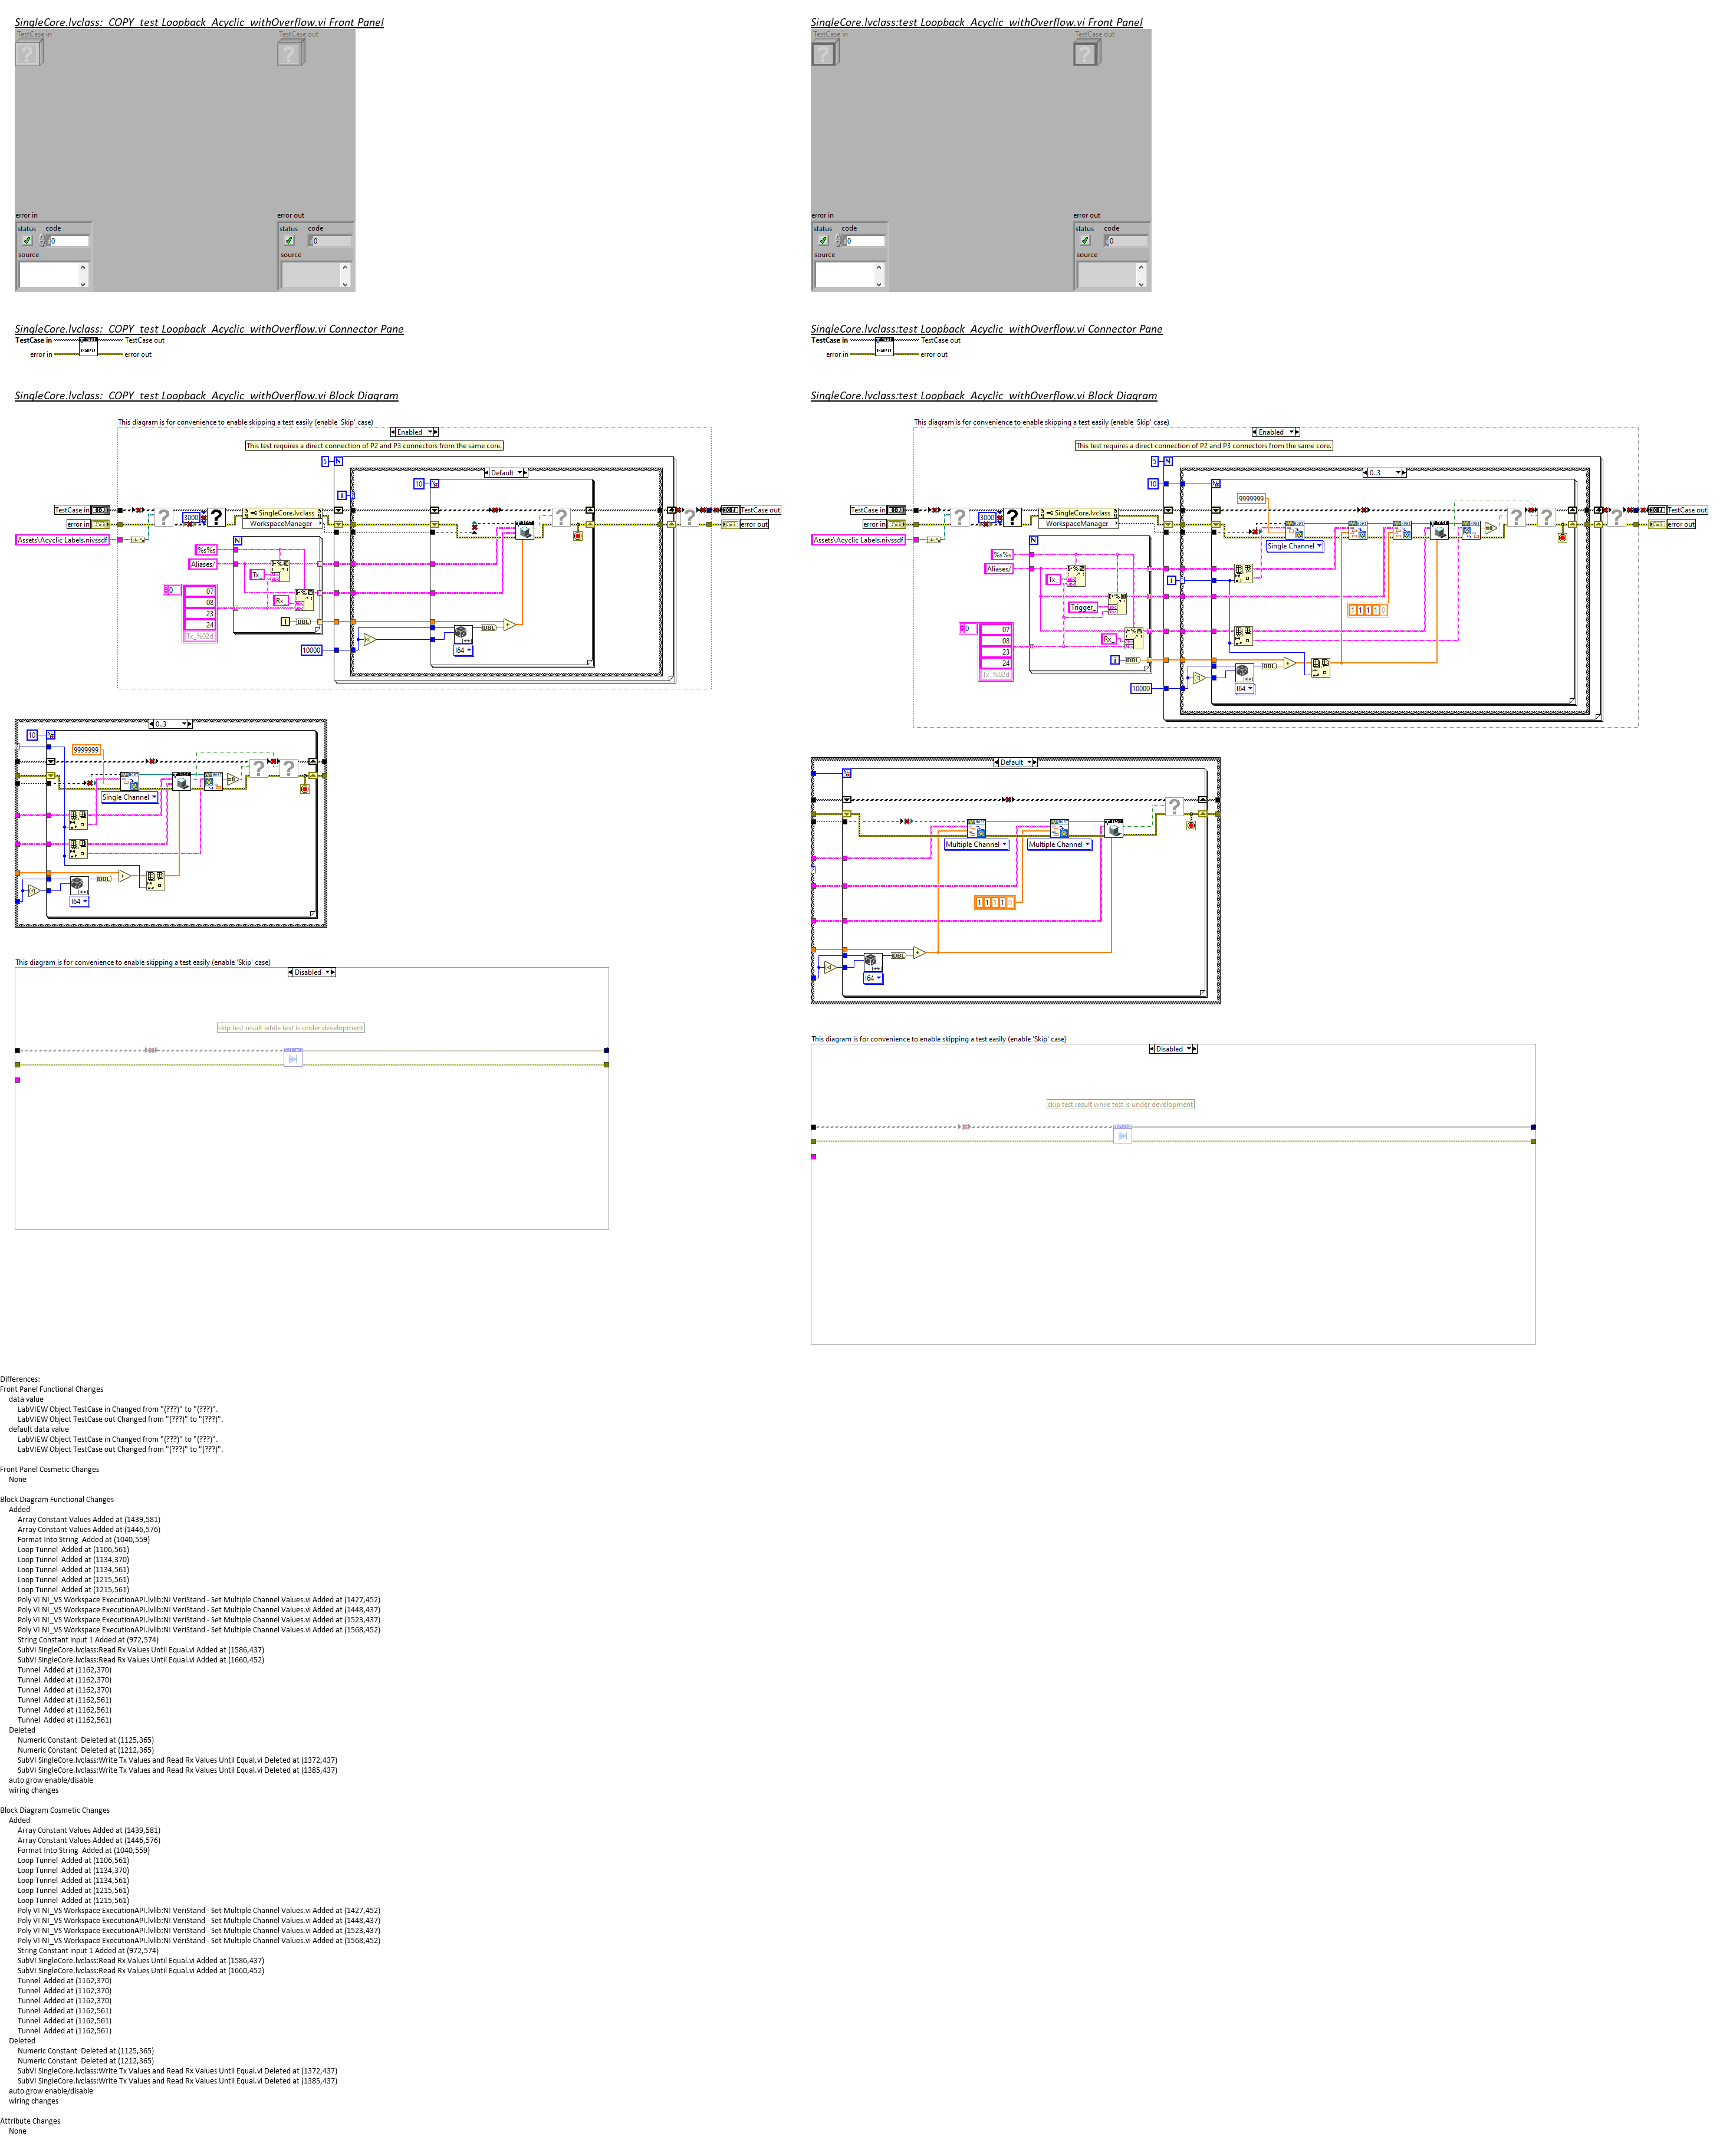 SingleCore.lvclass:_COPY_test Loopback_Acyclic_withOverflow.vi Front Panel
TestCase in
TestCase out
error in
error out
status
code
status
code
0
0
source
source
SingleCore.lvclass:_COPY_test Loopback_Acyclic_withOverflow.vi Connector Pane
TestCase in
TestCase out
error in
error out
SingleCore.lvclass:_COPY_test Loopback_Acyclic_withOverflow.vi Block Diagram
This diagram is for convenience to enable skipping a test easily (enable 'Skip' case)
Enabled
This test requires a direct connection of P2 and P3 connectors from the same core.
5
N
Default
10
i
TestCase in
error in
3000
SingleCore.lvclass
WorkspaceManager
TestCase out
error out
Assets\Acyclic Labels.nivssdf
N
%s%s
Aliases/
Tx_
Rx_
0
07
08
23
24
Tx_%02d
i
DBL
DBL
I64
10000
0..3
10
9999999
Single Channel
DBL
I64
This diagram is for convenience to enable skipping a test easily (enable 'Skip' case)
Disabled
skip test result while test is under development
SingleCore.lvclass:test Loopback_Acyclic_withOverflow.vi Front Panel
TestCase in
TestCase out
error in
error out
status
code
status
code
0
0
source
source
SingleCore.lvclass:test Loopback_Acyclic_withOverflow.vi Connector Pane
TestCase in
TestCase out
error in
error out
SingleCore.lvclass:test Loopback_Acyclic_withOverflow.vi Block Diagram
This diagram is for convenience to enable skipping a test easily (enable 'Skip' case)
Enabled
This test requires a direct connection of P2 and P3 connectors from the same core.
5
N
0..3
10
9999999
TestCase in
error in
3000
SingleCore.lvclass
WorkspaceManager
TestCase out
error out
Assets\Acyclic Labels.nivssdf
Single Channel
N
%s%s
Aliases/
Tx_
i
Trigger_
1 1 1 1 0
0
07
08
23
24
Tx_%02d
Rx_
i
DBL
DBL
I64
10000
Default
Multiple Channel
Multiple Channel
1 1 1 1 0
DBL
I64
This diagram is for convenience to enable skipping a test easily (enable 'Skip' case)
Disabled
skip test result while test is under development
Differences:
Front Panel Functional Changes
data value
LabVIEW Object TestCase in Changed from "(???)" to "(???)".
LabVIEW Object TestCase out Changed from "(???)" to "(???)".
default data value
LabVIEW Object TestCase in Changed from "(???)" to "(???)".
LabVIEW Object TestCase out Changed from "(???)" to "(???)".
Front Panel Cosmetic Changes
None
Block Diagram Functional Changes
Added
Array Constant Values Added at (1439,581)
Array Constant Values Added at (1446,576)
Format Into String  Added at (1040,559)
Loop Tunnel  Added at (1106,561)
Loop Tunnel  Added at (1134,370)
Loop Tunnel  Added at (1134,561)
Loop Tunnel  Added at (1215,561)
Loop Tunnel  Added at (1215,561)
Poly VI NI_VS Workspace ExecutionAPI.lvlib:NI VeriStand - Set Multiple Channel Values.vi Added at (1427,452)
Poly VI NI_VS Workspace ExecutionAPI.lvlib:NI VeriStand - Set Multiple Channel Values.vi Added at (1448,437)
Poly VI NI_VS Workspace ExecutionAPI.lvlib:NI VeriStand - Set Multiple Channel Values.vi Added at (1523,437)
Poly VI NI_VS Workspace ExecutionAPI.lvlib:NI VeriStand - Set Multiple Channel Values.vi Added at (1568,452)
String Constant input 1 Added at (972,574)
SubVI SingleCore.lvclass:Read Rx Values Until Equal.vi Added at (1586,437)
SubVI SingleCore.lvclass:Read Rx Values Until Equal.vi Added at (1660,452)
Tunnel  Added at (1162,370)
Tunnel  Added at (1162,370)
Tunnel  Added at (1162,370)
Tunnel  Added at (1162,561)
Tunnel  Added at (1162,561)
Tunnel  Added at (1162,561)
Deleted
Numeric Constant  Deleted at (1125,365)
Numeric Constant  Deleted at (1212,365)
SubVI SingleCore.lvclass:Write Tx Values and Read Rx Values Until Equal.vi Deleted at (1372,437)
SubVI SingleCore.lvclass:Write Tx Values and Read Rx Values Until Equal.vi Deleted at (1385,437)
auto grow enable/disable
wiring changes
Block Diagram Cosmetic Changes
Added
Array Constant Values Added at (1439,581)
Array Constant Values Added at (1446,576)
Format Into String  Added at (1040,559)
Loop Tunnel  Added at (1106,561)
Loop Tunnel  Added at (1134,370)
Loop Tunnel  Added at (1134,561)
Loop Tunnel  Added at (1215,561)
Loop Tunnel  Added at (1215,561)
Poly VI NI_VS Workspace ExecutionAPI.lvlib:NI VeriStand - Set Multiple Channel Values.vi Added at (1427,452)
Poly VI NI_VS Workspace ExecutionAPI.lvlib:NI VeriStand - Set Multiple Channel Values.vi Added at (1448,437)
Poly VI NI_VS Workspace ExecutionAPI.lvlib:NI VeriStand - Set Multiple Channel Values.vi Added at (1523,437)
Poly VI NI_VS Workspace ExecutionAPI.lvlib:NI VeriStand - Set Multiple Channel Values.vi Added at (1568,452)
String Constant input 1 Added at (972,574)
SubVI SingleCore.lvclass:Read Rx Values Until Equal.vi Added at (1586,437)
SubVI SingleCore.lvclass:Read Rx Values Until Equal.vi Added at (1660,452)
Tunnel  Added at (1162,370)
Tunnel  Added at (1162,370)
Tunnel  Added at (1162,370)
Tunnel  Added at (1162,561)
Tunnel  Added at (1162,561)
Tunnel  Added at (1162,561)
Deleted
Numeric Constant  Deleted at (1125,365)
Numeric Constant  Deleted at (1212,365)
SubVI SingleCore.lvclass:Write Tx Values and Read Rx Values Until Equal.vi Deleted at (1372,437)
SubVI SingleCore.lvclass:Write Tx Values and Read Rx Values Until Equal.vi Deleted at (1385,437)
auto grow enable/disable
wiring changes
Attribute Changes
None